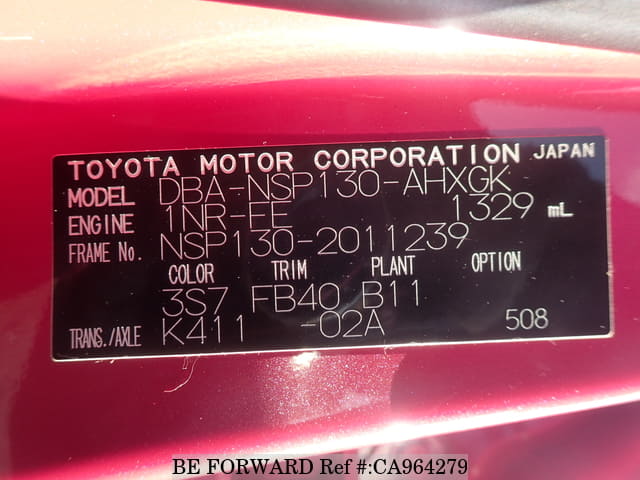 TOYOTA MOTOR CORPORATION JAPAN
MODEL DBA-NSP130-AHXGK
ENGINE 1NR-FE 1329 mL
FRAME No. NSP130-2011239
COLOR TRIM PLANT OPTION
3S7 FB40 B11
TRANS./AXLE K411 -02A 508
BE FORWARD Ref #:CA964279